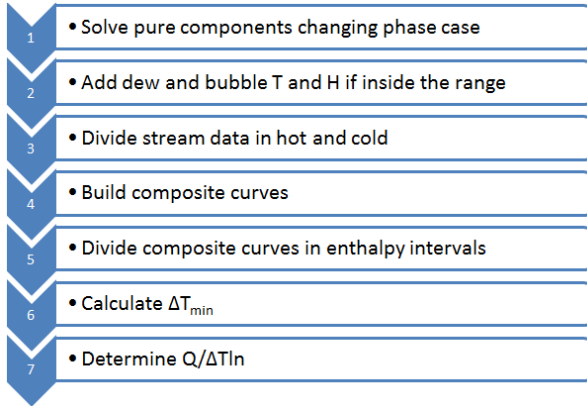 1 • Solve pure components changing phase case
2 • Add dew and bubble T and H if inside the range
3 • Divide stream data in hot and cold
4 • Build composite curves
5 • Divide composite curves in enthalpy intervals
6 • Calculate ΔTmin
7 • Determine Q/ΔTln